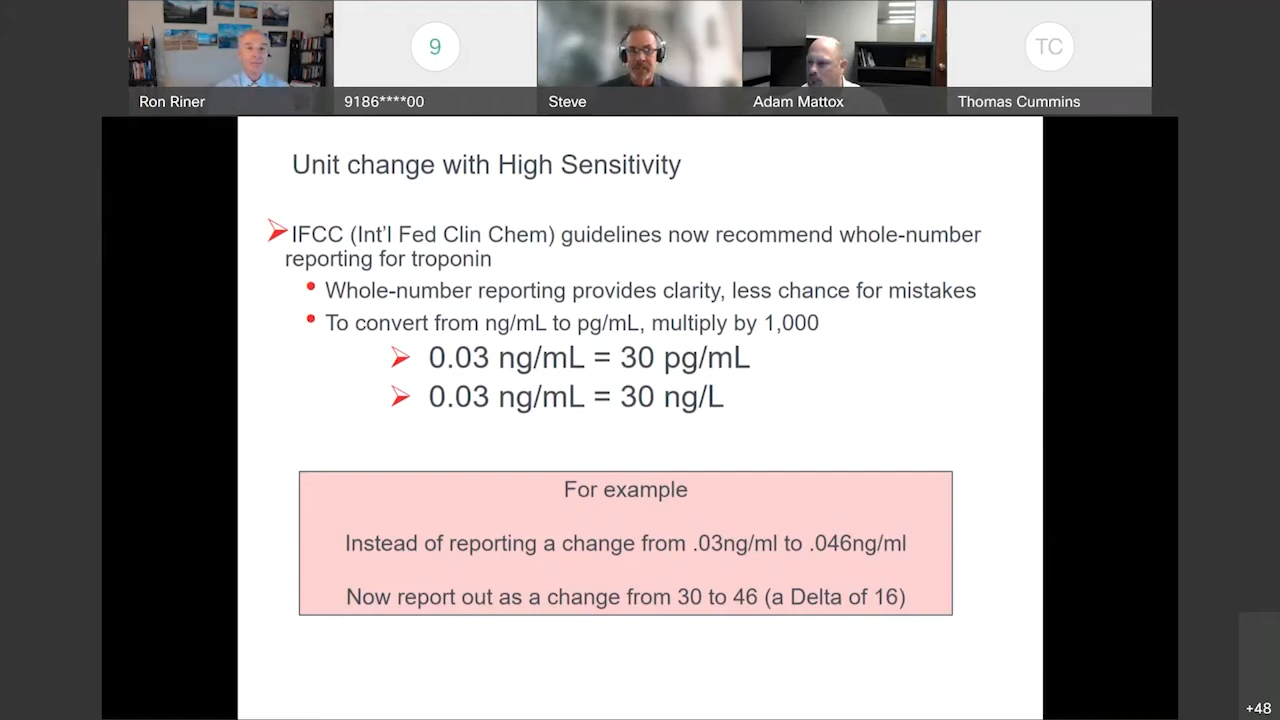 9
TC
Ron Riner
9186****00
Steve
Adam Mattox
Thomas Cummins
Unit change with High Sensitivity
IFCC (Int'l Fed Clin Chem) guidelines now recommend whole-number
reporting for troponin
Whole-number reporting provides clarity, less chance for mistakes
To convert from ng/mL to pg/mL, multiply by 1,000
0.03 ng/mL = 30 pg/mL
0.03 ng/mL = 30 ng/L
For example
Instead of reporting a change from .03ng/ml to .046ng/ml
Now report out as a change from 30 to 46 (a Delta of 16)
+48